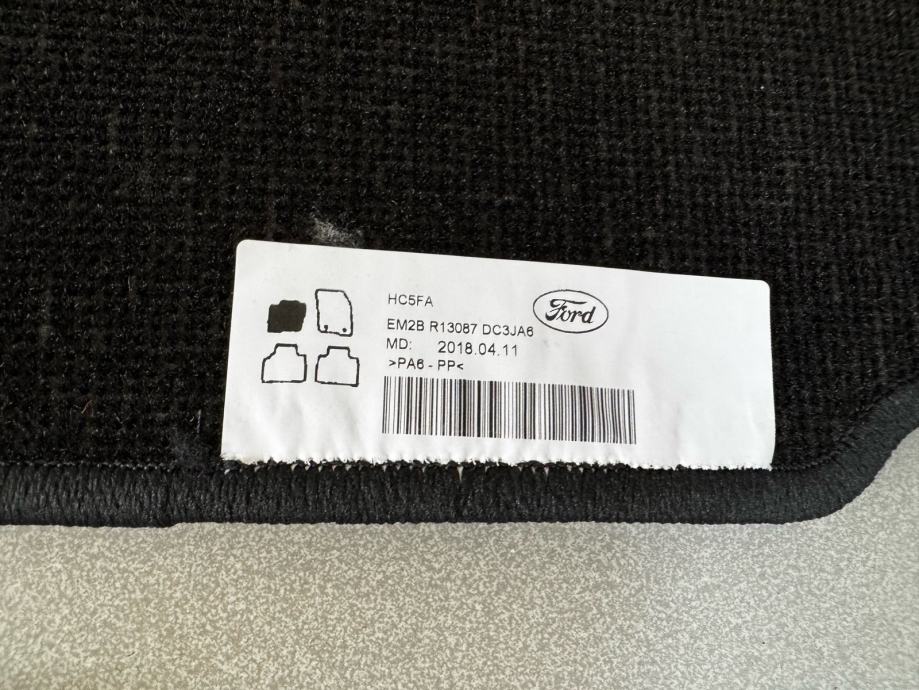 HC5FA
Ford
EM2B R13087 DC3JA6
MD: 2018.04.11
>PA6 - PP<